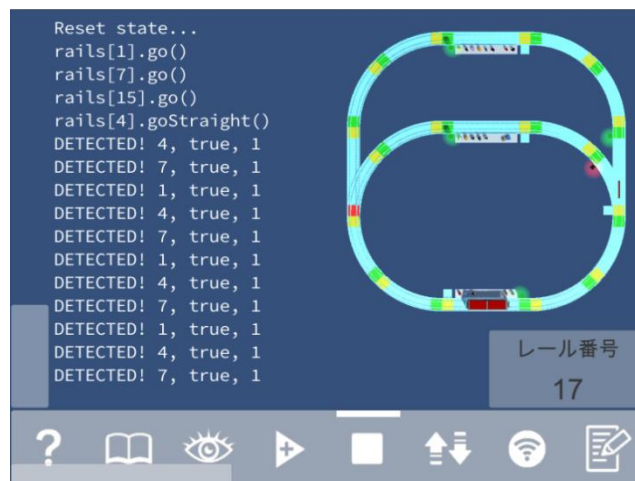 Reset state...
rails[1].go()
rails[7].go()
rails[15].go()
rails[4].goStraight()
DETECTED! 4, true, 1
DETECTED! 7, true, 1
DETECTED! 1, true, 1
DETECTED! 4, true, 1
DETECTED! 7, true, 1
DETECTED! 1, true, 1
DETECTED! 4, true, 1
DETECTED! 7, true, 1
DETECTED! 1, true, 1
DETECTED! 4, true, 1
DETECTED! 7, true, 1
レール番号
17
?